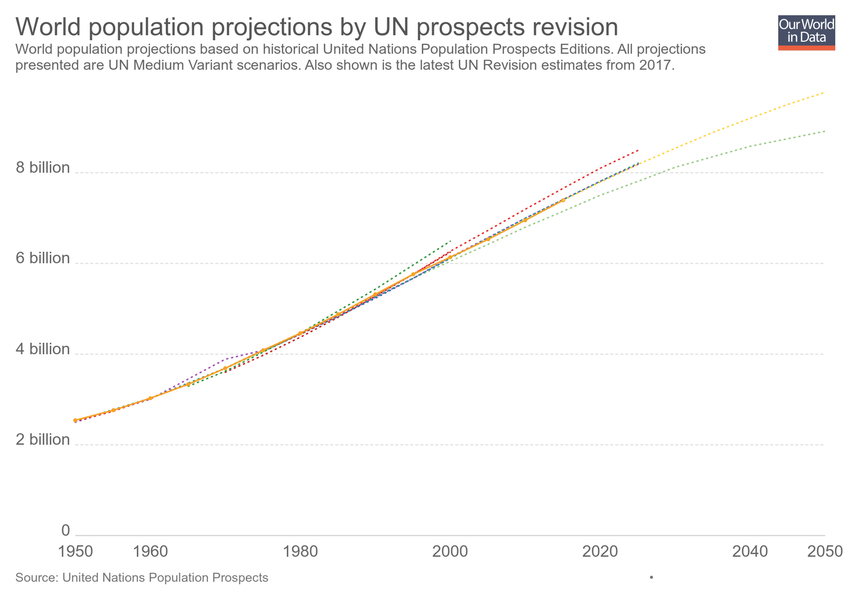 World population projections by UN prospects revision
Our World
in Data
World population projections based on historical United Nations Population Prospects Editions. All projections
presented are UN Medium Variant scenarios. Also shown is the latest UN Revision estimates from 2017.
8 billion
6 billion
4 billion
2 billion
0
1950 1960 1980 2000 2020 2040 2050
Source: United Nations Population Prospects